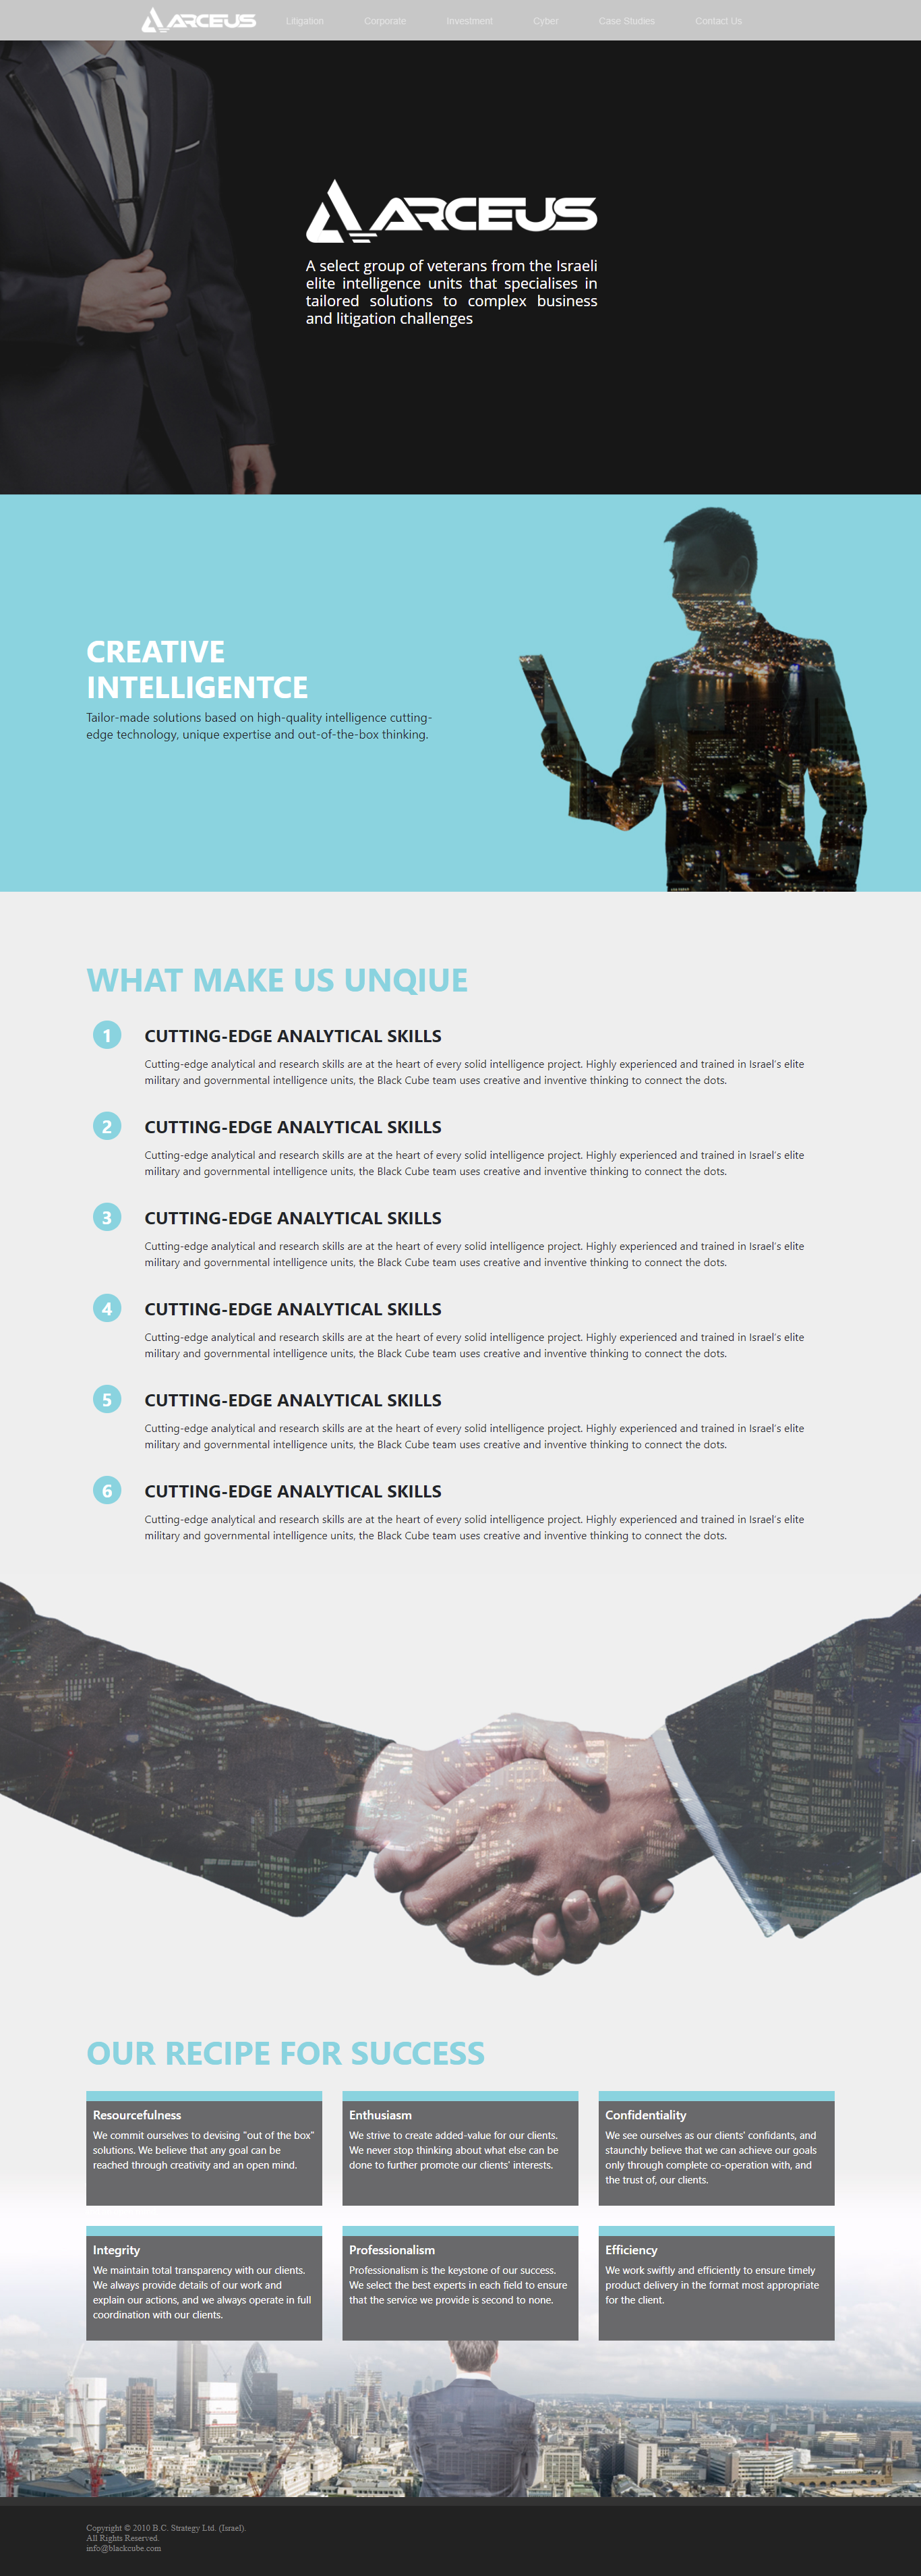 ARCEUS Litigation Corporate Investment Cyber Case Studies Contact Us
ARCEUS
A select group of veterans from the Israeli
elite intelligence units that specialises in
tailored solutions to complex business
and litigation challenges
CREATIVE
INTELLIGENTCE
Tailor-made solutions based on high-quality intelligence cutting-
edge technology, unique expertise and out-of-the-box thinking.
WHAT MAKE US UNQIUE
1 CUTTING-EDGE ANALYTICAL SKILLS
Cutting-edge analytical and research skills are at the heart of every solid intelligence project. Highly experienced and trained in Israel's elite
military and governmental intelligence units, the Black Cube team uses creative and inventive thinking to connect the dots.
2 CUTTING-EDGE ANALYTICAL SKILLS
Cutting-edge analytical and research skills are at the heart of every solid intelligence project. Highly experienced and trained in Israel's elite
military and governmental intelligence units, the Black Cube team uses creative and inventive thinking to connect the dots.
3 CUTTING-EDGE ANALYTICAL SKILLS
Cutting-edge analytical and research skills are at the heart of every solid intelligence project. Highly experienced and trained in Israel's elite
military and governmental intelligence units, the Black Cube team uses creative and inventive thinking to connect the dots.
4 CUTTING-EDGE ANALYTICAL SKILLS
Cutting-edge analytical and research skills are at the heart of every solid intelligence project. Highly experienced and trained in Israel's elite
military and governmental intelligence units, the Black Cube team uses creative and inventive thinking to connect the dots.
5 CUTTING-EDGE ANALYTICAL SKILLS
Cutting-edge analytical and research skills are at the heart of every solid intelligence project. Highly experienced and trained in Israel's elite
military and governmental intelligence units, the Black Cube team uses creative and inventive thinking to connect the dots.
6 CUTTING-EDGE ANALYTICAL SKILLS
Cutting-edge analytical and research skills are at the heart of every solid intelligence project. Highly experienced and trained in Israel's elite
military and governmental intelligence units, the Black Cube team uses creative and inventive thinking to connect the dots.
OUR RECIPE FOR SUCCESS
Resourcefulness
We commit ourselves to devising "out of the box"
solutions. We believe that any goal can be
reached through creativity and an open mind.
Enthusiasm
We strive to create added-value for our clients.
We never stop thinking about what else can be
done to further promote our clients' interests.
Confidentiality
We see ourselves as our clients' confidants, and
staunchly believe that we can achieve our goals
only through complete co-operation with, and
the trust of, our clients.
Integrity
We maintain total transparency with our clients.
We always provide details of our work and
explain our actions, and we always operate in full
coordination with our clients.
Professionalism
Professionalism is the keystone of our success.
We select the best experts in each field to ensure
that the service we provide is second to none.
Efficiency
We work swiftly and efficiently to ensure timely
product delivery in the format most appropriate
for the client.
Copyright © 2010 B.C. Strategy Ltd. (Israel).
All Rights Reserved.
info@blackcube.com